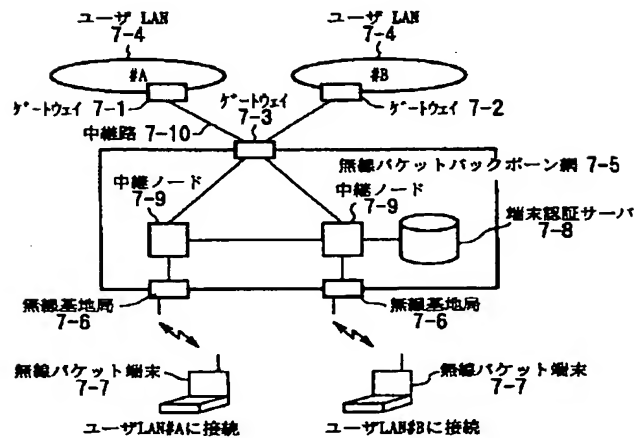 ユーザ LAN
7-4
ユーザ LAN
7-4
#A
#B
ゲートウェイ 7-1
ゲートウェイ
7-3
ゲートウェイ 7-2
中継路 7-10
無線パケットバックボーン網 7-5
中継ノード
7-9
中継ノード
7-9
端末認証サーバ
7-8
無線基地局
7-6
無線基地局
7-6
無線パケット端末
7-7
無線パケット端末
7-7
ユーザLAN#Aに接続
ユーザLAN#Bに接続